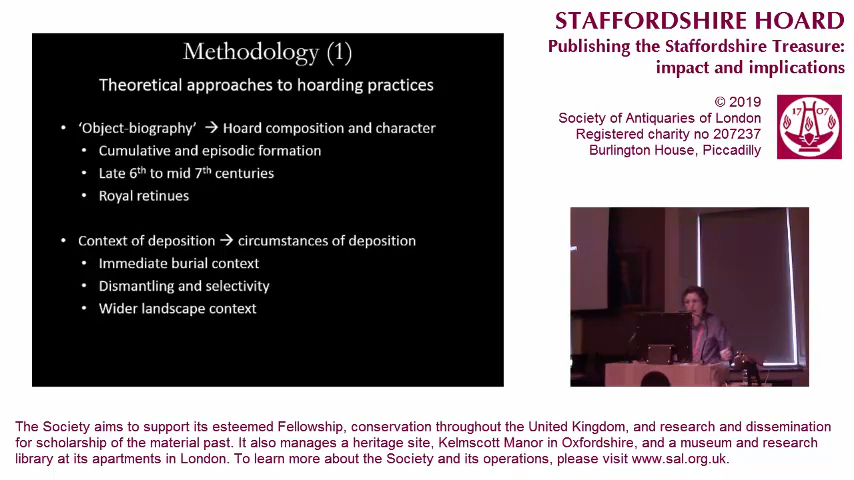 STAFFORDSHIRE HOARD
Publishing the Staffordshire Treasure:
impact and implications
© 2019
Society of Antiquaries of London
Registered charity no 207237
Burlington House, Piccadilly
17 07
Methodology (1)
Theoretical approaches to hoarding practices
• ‘Object-biography’ → Hoard composition and character
• Cumulative and episodic formation
• Late 6th to mid 7th centuries
• Royal retinues
• Context of deposition → circumstances of deposition
• Immediate burial context
• Dismantling and selectivity
• Wider landscape context
The Society aims to support its esteemed Fellowship, conservation throughout the United Kingdom, and research and dissemination
for scholarship of the material past. It also manages a heritage site, Kelmscott Manor in Oxfordshire, and a museum and research
library at its apartments in London. To learn more about the Society and its operations, please visit www.sal.org.uk.